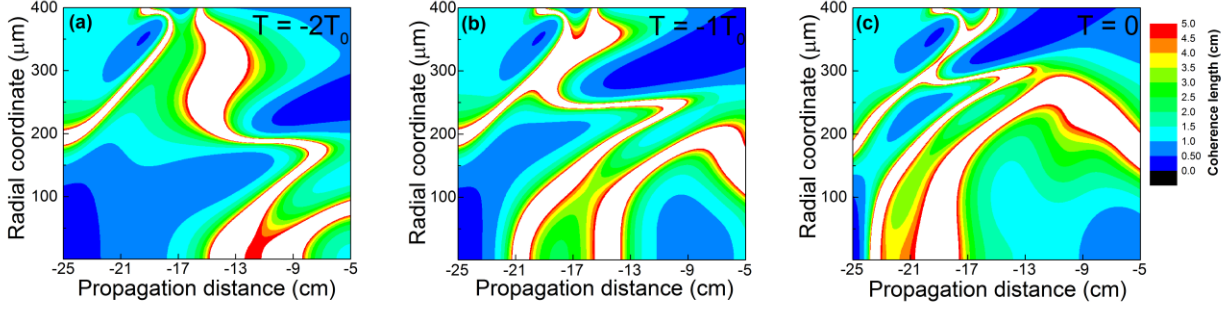 (a) T = -2T₀
400
300
200
100
Radial coordinate (μm)
-25 -21 -17 -13 -9 -5
Propagation distance (cm)
(b) T = -1T₀
400
300
200
100
Radial coordinate (μm)
-25 -21 -17 -13 -9 -5
Propagation distance (cm)
(c) T = 0
400
300
200
100
Radial coordinate (μm)
-25 -21 -17 -13 -9 -5
Propagation distance (cm)
5.0
4.5
4.0
3.5
3.0
2.5
2.0
1.5
1.0
0.50
0.0
Coherence length (cm)